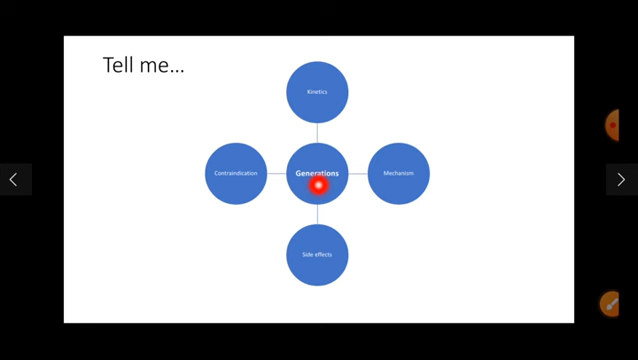 Tell me...
Kinetics
Contraindication
Generations
Mechanism
Side effects